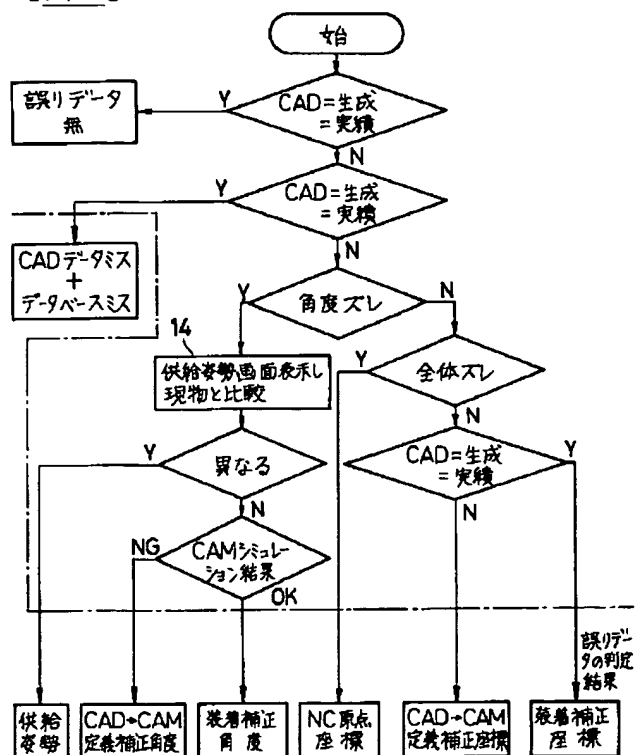 始
CAD=生成
=実績
Y
N
誤りデータ
無
CAD=生成
=実績
Y
N
CADデータミス
+
データベースミス
角度ズレ
Y
N
14
供給姿勢画面表示し
現物と比較
全体ズレ
Y
N
異なる
Y
N
CAD=生成
=実績
Y
N
CAMシミュレー
ション結果
NG
OK
誤りデー
タの判定
結果
供給
姿勢
CAD→CAM
定義補正角度
装着補正
角度
NC原点
座標
CAD→CAM
定義補正座標
装着補正
座標